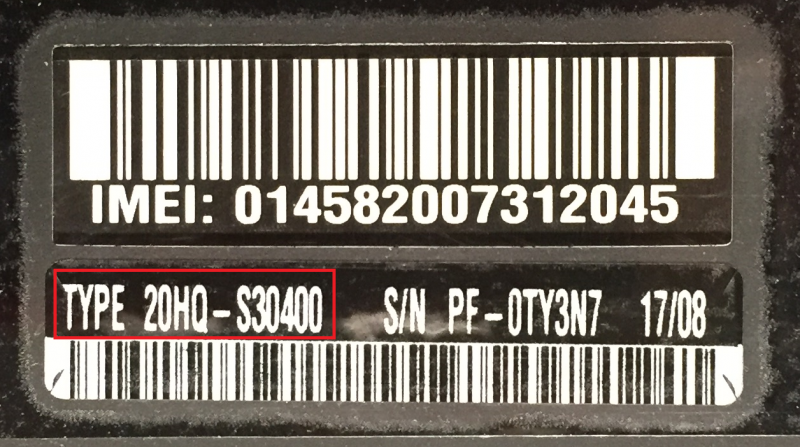 IMEI: 014582007312045
TYPE 20HQ-S30400 S/N PF-0TY3N7 17/08